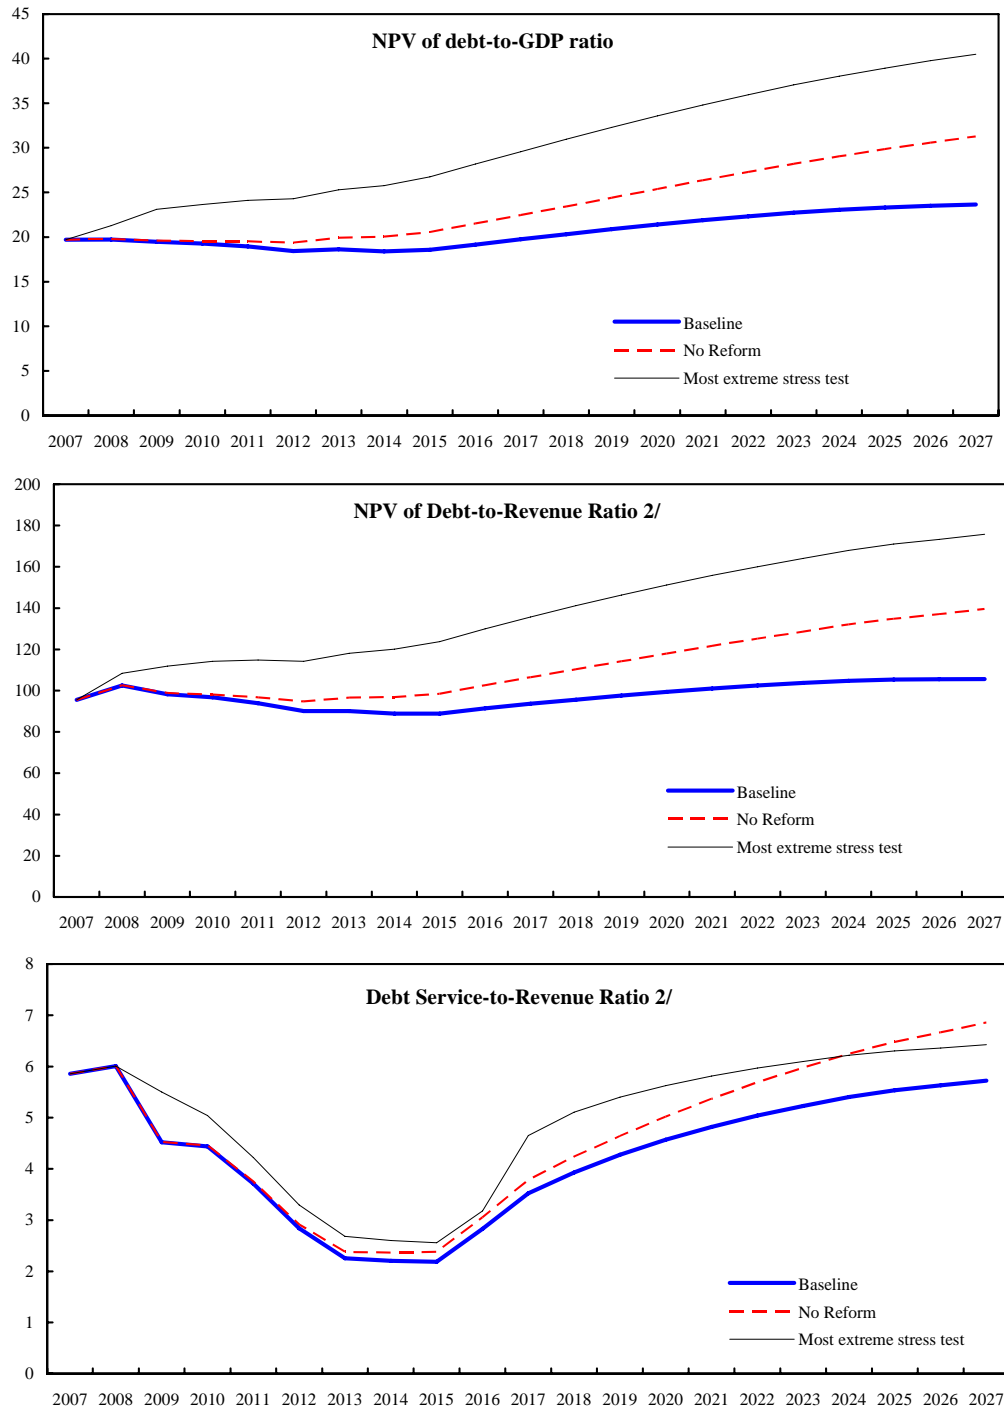 NPV of debt-to-GDP ratio
45
40
35
30
25
20
15
10
5
0
Baseline
No Reform
Most extreme stress test
2007 2008 2009 2010 2011 2012 2013 2014 2015 2016 2017 2018 2019 2020 2021 2022 2023 2024 2025 2026 2027
NPV of Debt-to-Revenue Ratio 2/
200
180
160
140
120
100
80
60
40
20
0
Baseline
No Reform
Most extreme stress test
2007 2008 2009 2010 2011 2012 2013 2014 2015 2016 2017 2018 2019 2020 2021 2022 2023 2024 2025 2026 2027
Debt Service-to-Revenue Ratio 2/
8
7
6
5
4
3
2
1
0
Baseline
No Reform
Most extreme stress test
2007 2008 2009 2010 2011 2012 2013 2014 2015 2016 2017 2018 2019 2020 2021 2022 2023 2024 2025 2026 2027